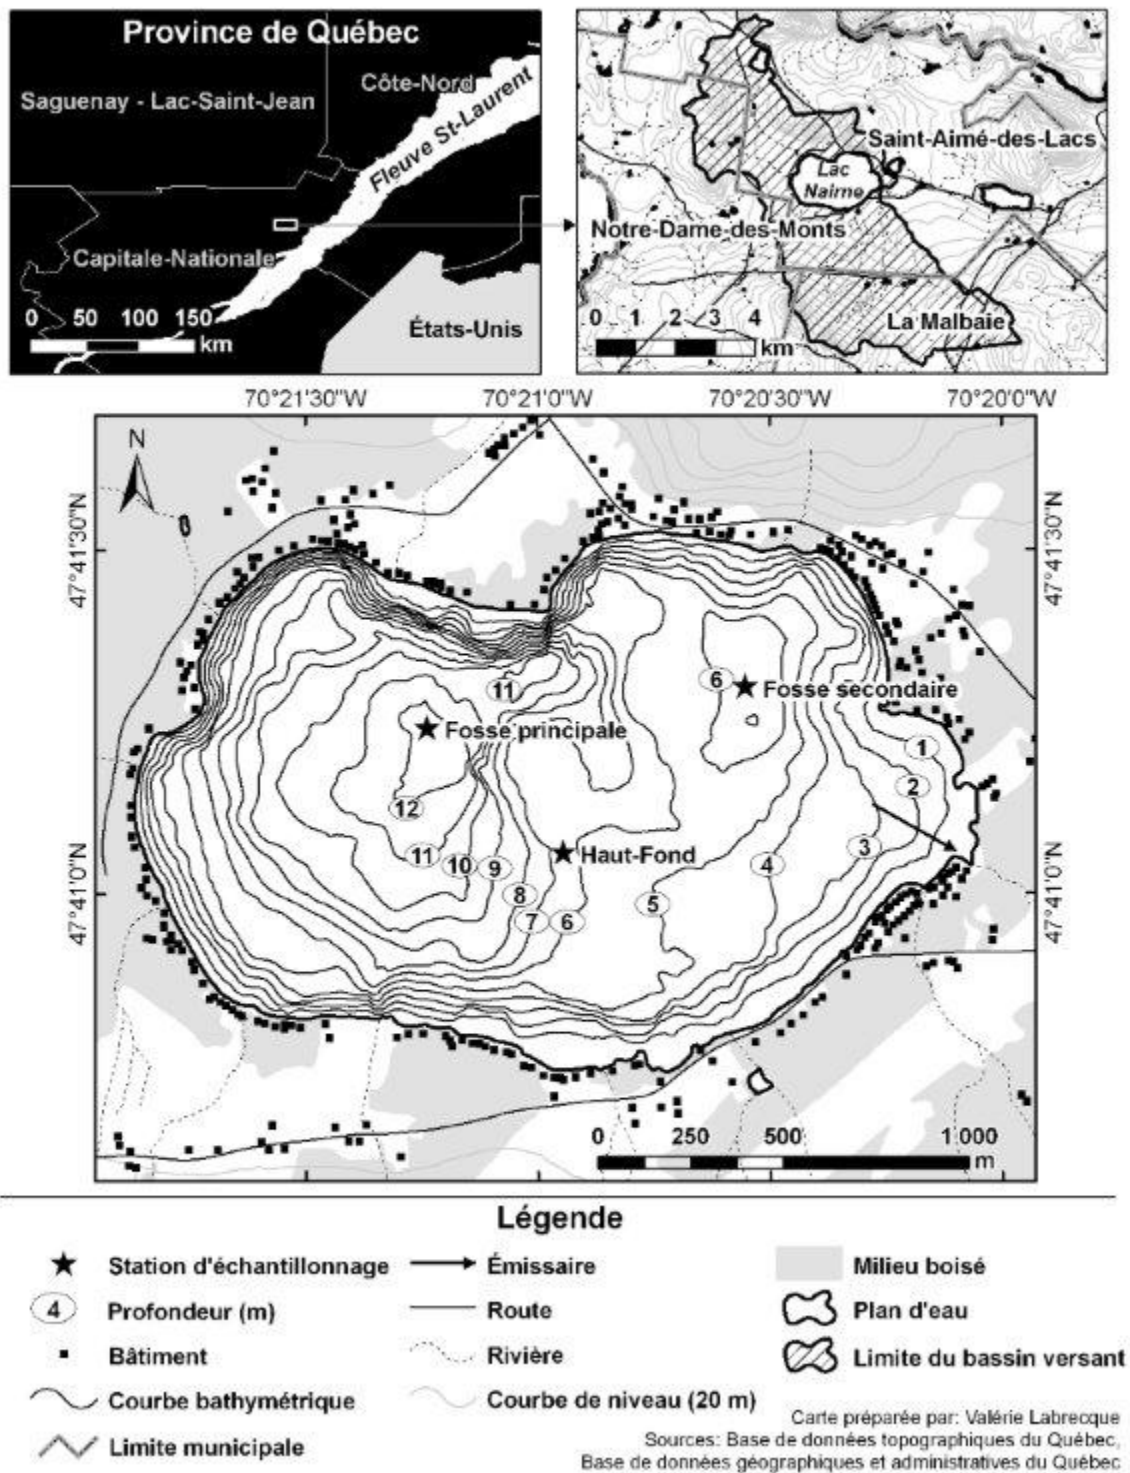 Province de Québec
Saguenay - Lac-Saint-Jean
Côte-Nord
Fleuve St-Laurent
Capitale-Nationale
0 50 100 150
km
États-Unis
Saint-Aimé-des-Lacs
Lac
Nairne
Notre-Dame-des-Monts
La Malbaie
0 1 2 3 4
km
70°21'30"W 70°21'0"W 70°20'30"W 70°20'0"W
N
47°41'30"N
47°41'30"N
11
6
Fosse secondaire
Fosse principale
1
2
12
3
11
10
9
4
Haut-Fond
8
5
7
6
47°41'0"N
47°41'0"N
0 250 500 1 000
m
Légende
Station d'échantillonnage
Émissaire
Milieu boisé
4
Profondeur (m)
Route
Plan d'eau
Bâtiment
Rivière
Limite du bassin versant
Courbe bathymétrique
Courbe de niveau (20 m)
Limite municipale
Carte préparée par: Valérie Labrecque
Sources: Base de données topographiques du Québec,
Base de données géographiques et administratives du Québec